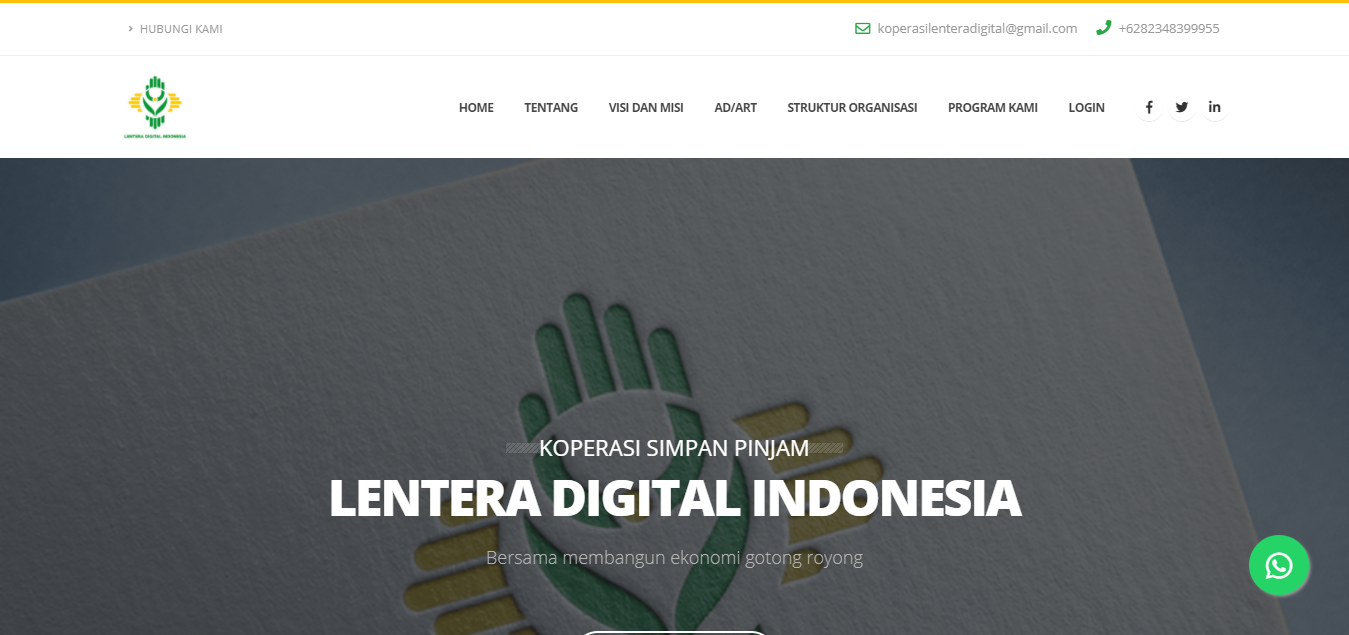 HUBUNGI KAMI
koperasilenteradigital@gmail.com
+6282348399955
LENTERA DIGITAL INDONESIA
HOME
TENTANG
VISI DAN MISI
AD/ART
STRUKTUR ORGANISASI
PROGRAM KAMI
LOGIN
KOPERASI SIMPAN PINJAM
LENTERA DIGITAL INDONESIA
Bersama membangun ekonomi gotong royong